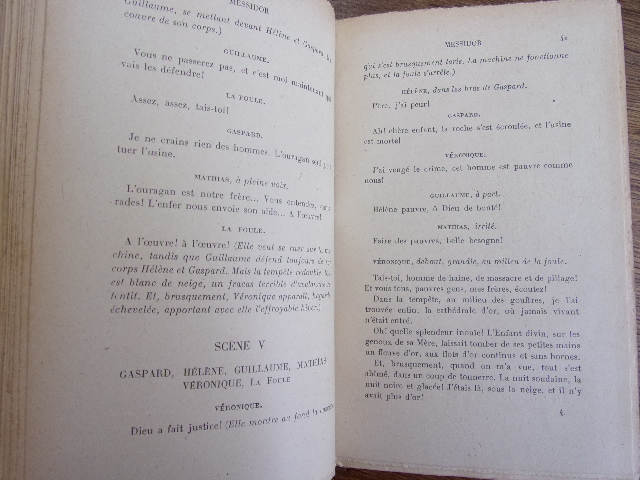 MESSIDOR
Guillaume, se mettant devant Hélène et Gaspard
couvre de son corps.)
GUILLAUME.
Vous ne passerez pas, et c'est moi maintenant
vais les défendre!
LA FOULE.
Assez, assez, tais-toi!
GASPARD.
Je ne crains rien des hommes. L'ouragan seul
tuer l'usine.
MATHIAS, à pleine voix.
L'ouragan est notre frère... Vous entendez,
rades! L'enfer nous envoie son aide... A l'œuvre!
LA FOULE.
A l'œuvre! à l'œuvre! (Elle veut se ruer sur la
chine, tandis que Guillaume défend toujours de
corps Hélène et Gaspard. Mais la tempête redouble,
est blanc de neige, un fracas terrible
tentit. Et, brusquement, Véronique apparaît,
échevelée, apportant avec elle l'effroyable
SCÈNE V
GASPARD, HÉLÈNE, GUILLAUME, MATHIAS
VÉRONIQUE, LA FOULE
VÉRONIQUE.
Dieu a fait justice! (Elle montre au fond
MESSIDOR
qui s'est brusquement tarie. La machine ne fonctionne
plus, et la foule s'arrête.)
HÉLÈNE, dans les bras de Gaspard.
Père, j'ai peur!
GASPARD.
Ah! chère enfant, la roche s'est écroulée, et l'usine
est morte!
VÉRONIQUE.
J'ai vengé le crime, cet homme est pauvre comme
nous!
GUILLAUME, à part.
Hélène pauvre, ô Dieu de bonté!
MATHIAS, irrité.
Faire des pauvres, belle besogne!
VÉRONIQUE, debout, grandie, au milieu de la foule.
Tais-toi, homme de haine, de massacre et de pillage!
Et vous tous, pauvres gens, mes frères, écoutez!
Dans la tempête, au milieu des gouffres, je l'ai
trouvée enfin, la cathédrale d'or, où jamais vivant
n'était entré.
Oh! quelle splendeur inouïe! L'Enfant divin, sur les
genoux de sa Mère, laissait tomber de ses petites mains
un fleuve d'or, aux flots d'or continus et sans bornes.
Et, brusquement, quand on m'a vue, tout s'est
abîmé, dans un coup de tonnerre. La nuit soudaine, la
nuit noire et glacée! J'étais là, sous la neige, et il n'y
avait plus d'or!
4.